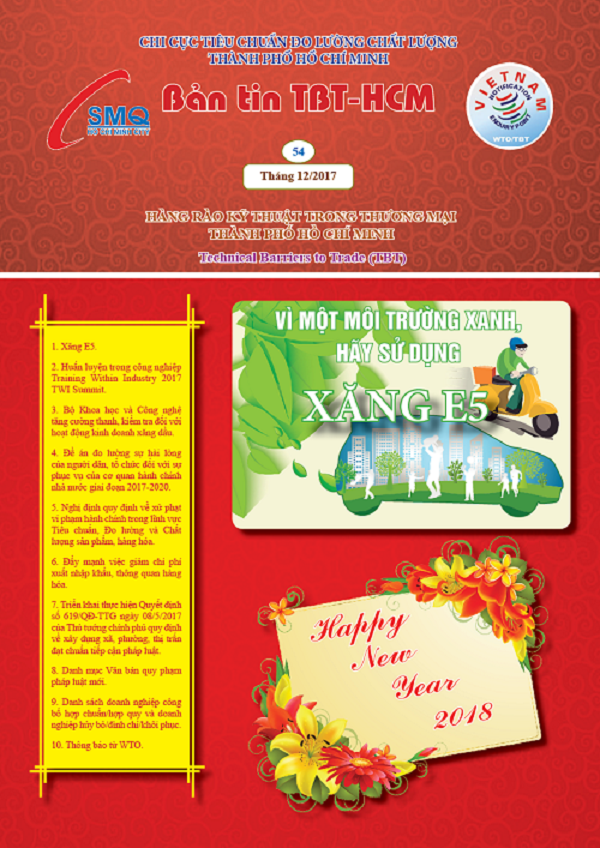 CHI CỤC TIÊU CHUẨN ĐO LƯỜNG CHẤT LƯỢNG
THÀNH PHỐ HỒ CHÍ MINH
SMQ
HO CHI MINH CITY
Bản tin TBT-HCM
VIETNAM
NOTIFICATION
ENQUIRY POINT
WTO/TBT
54
Tháng 12/2017
HÀNG RÀO KỸ THUẬT TRONG THƯƠNG MẠI
THÀNH PHỐ HỒ CHÍ MINH
Technical Barriers to Trade (TBT)
1. Xăng E5.
2. Huấn luyện trong công nghiệp
Training Within Industry 2017
TWI Summit.
3. Bộ Khoa học và Công nghệ
tăng cường thanh, kiểm tra đối với
hoạt động kinh doanh xăng dầu.
4. Đề án đo lường sự hài lòng
của người dân, tổ chức đối với sự
phục vụ của cơ quan hành chính
nhà nước giai đoạn 2017-2020.
5. Nghị định quy định về xử phạt
vi phạm hành chính trong lĩnh vực
Tiêu chuẩn, Đo lường và Chất
lượng sản phẩm, hàng hóa.
6. Đẩy mạnh việc giảm chi phí
xuất nhập khẩu, thông quan hàng
hóa.
7. Triển khai thực hiện Quyết định
số 619/QĐ-TTG ngày 08/5/2017
của Thủ tướng chính phủ quy định
về xây dựng xã, phường, thị trấn
đạt chuẩn tiếp cận pháp luật.
8. Danh mục Văn bản quy phạm
pháp luật mới.
9. Danh sách doanh nghiệp công
bố hợp chuẩn/hợp quy và doanh
nghiệp hủy bỏ/đình chỉ/khôi phục.
10. Thông báo từ WTO.
VÌ MỘT MÔI TRƯỜNG XANH,
HÃY SỬ DỤNG
XĂNG E5
Happy
New
Year
2018